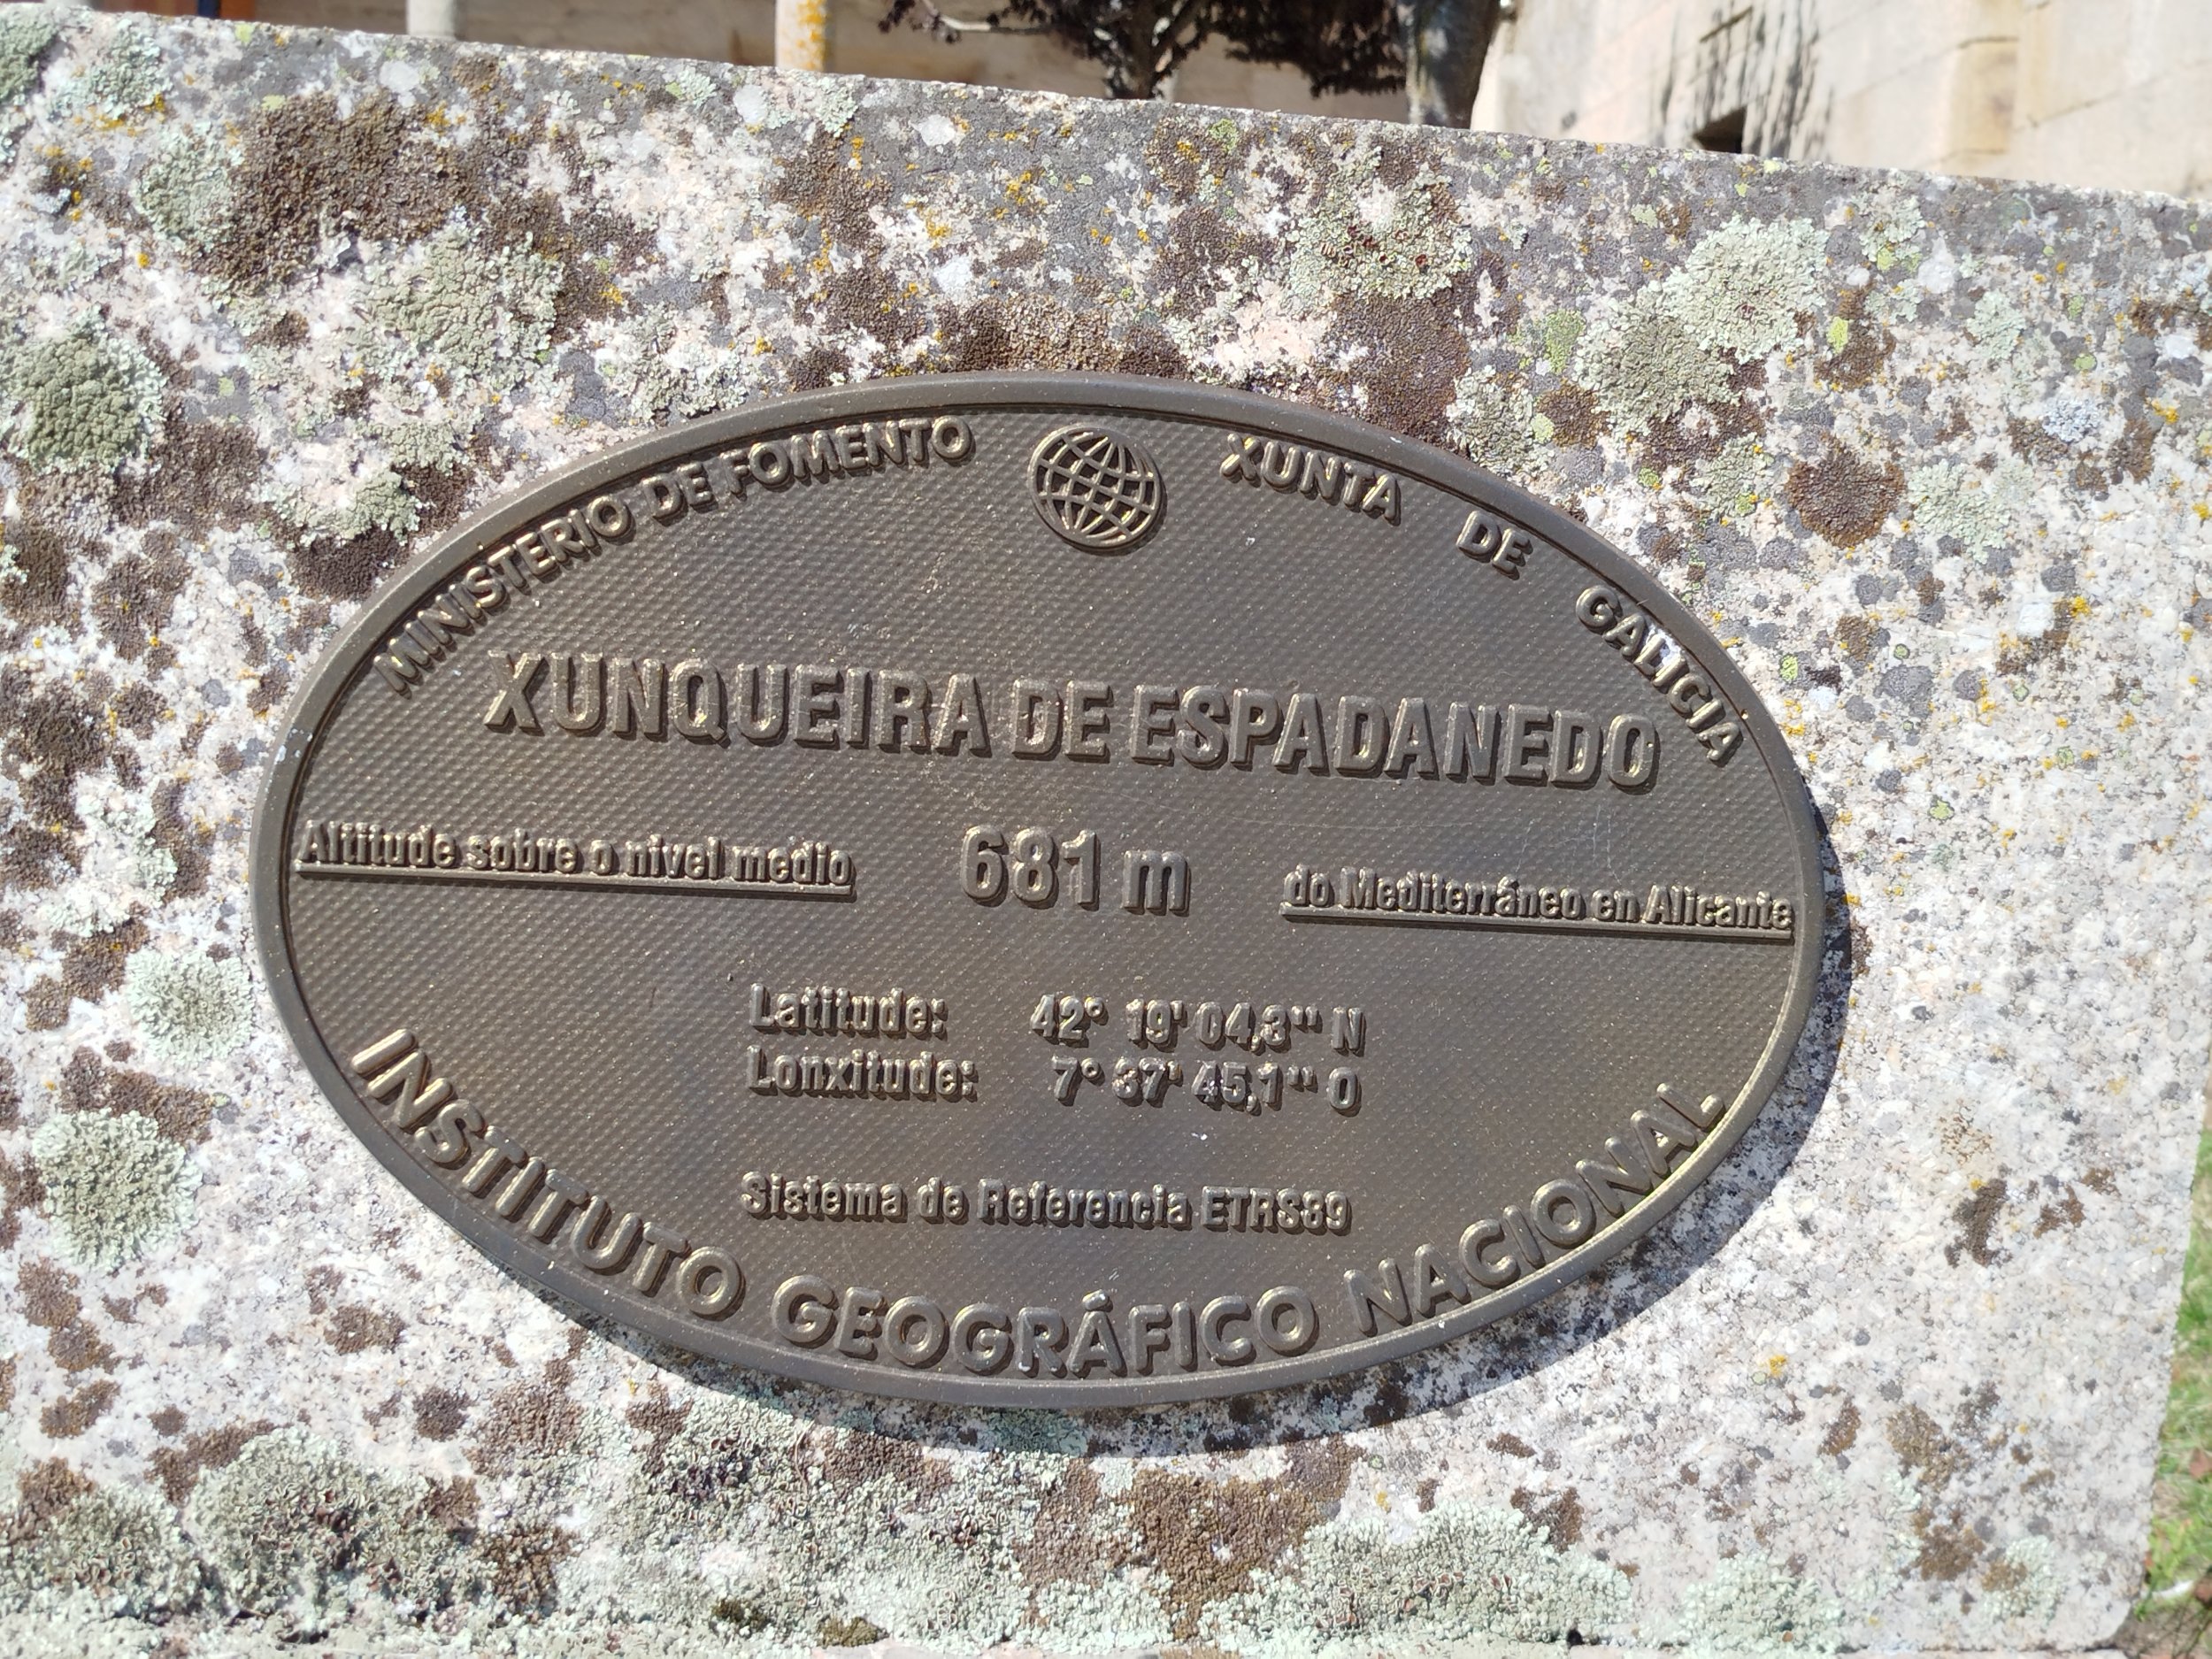 MINISTERIO DE FOMENTO
XUNTA DE GALICIA
XUNQUEIRA DE ESPADANEDO
Altitude sobre o nivel medio 681 m do Mediterráneo en Alicante
Latitude: 42° 19' 04,3'' N
Lonxitude: 7° 37' 45,1'' O
Sistema de Referencia ETRS89
INSTITUTO GEOGRÁFICO NACIONAL